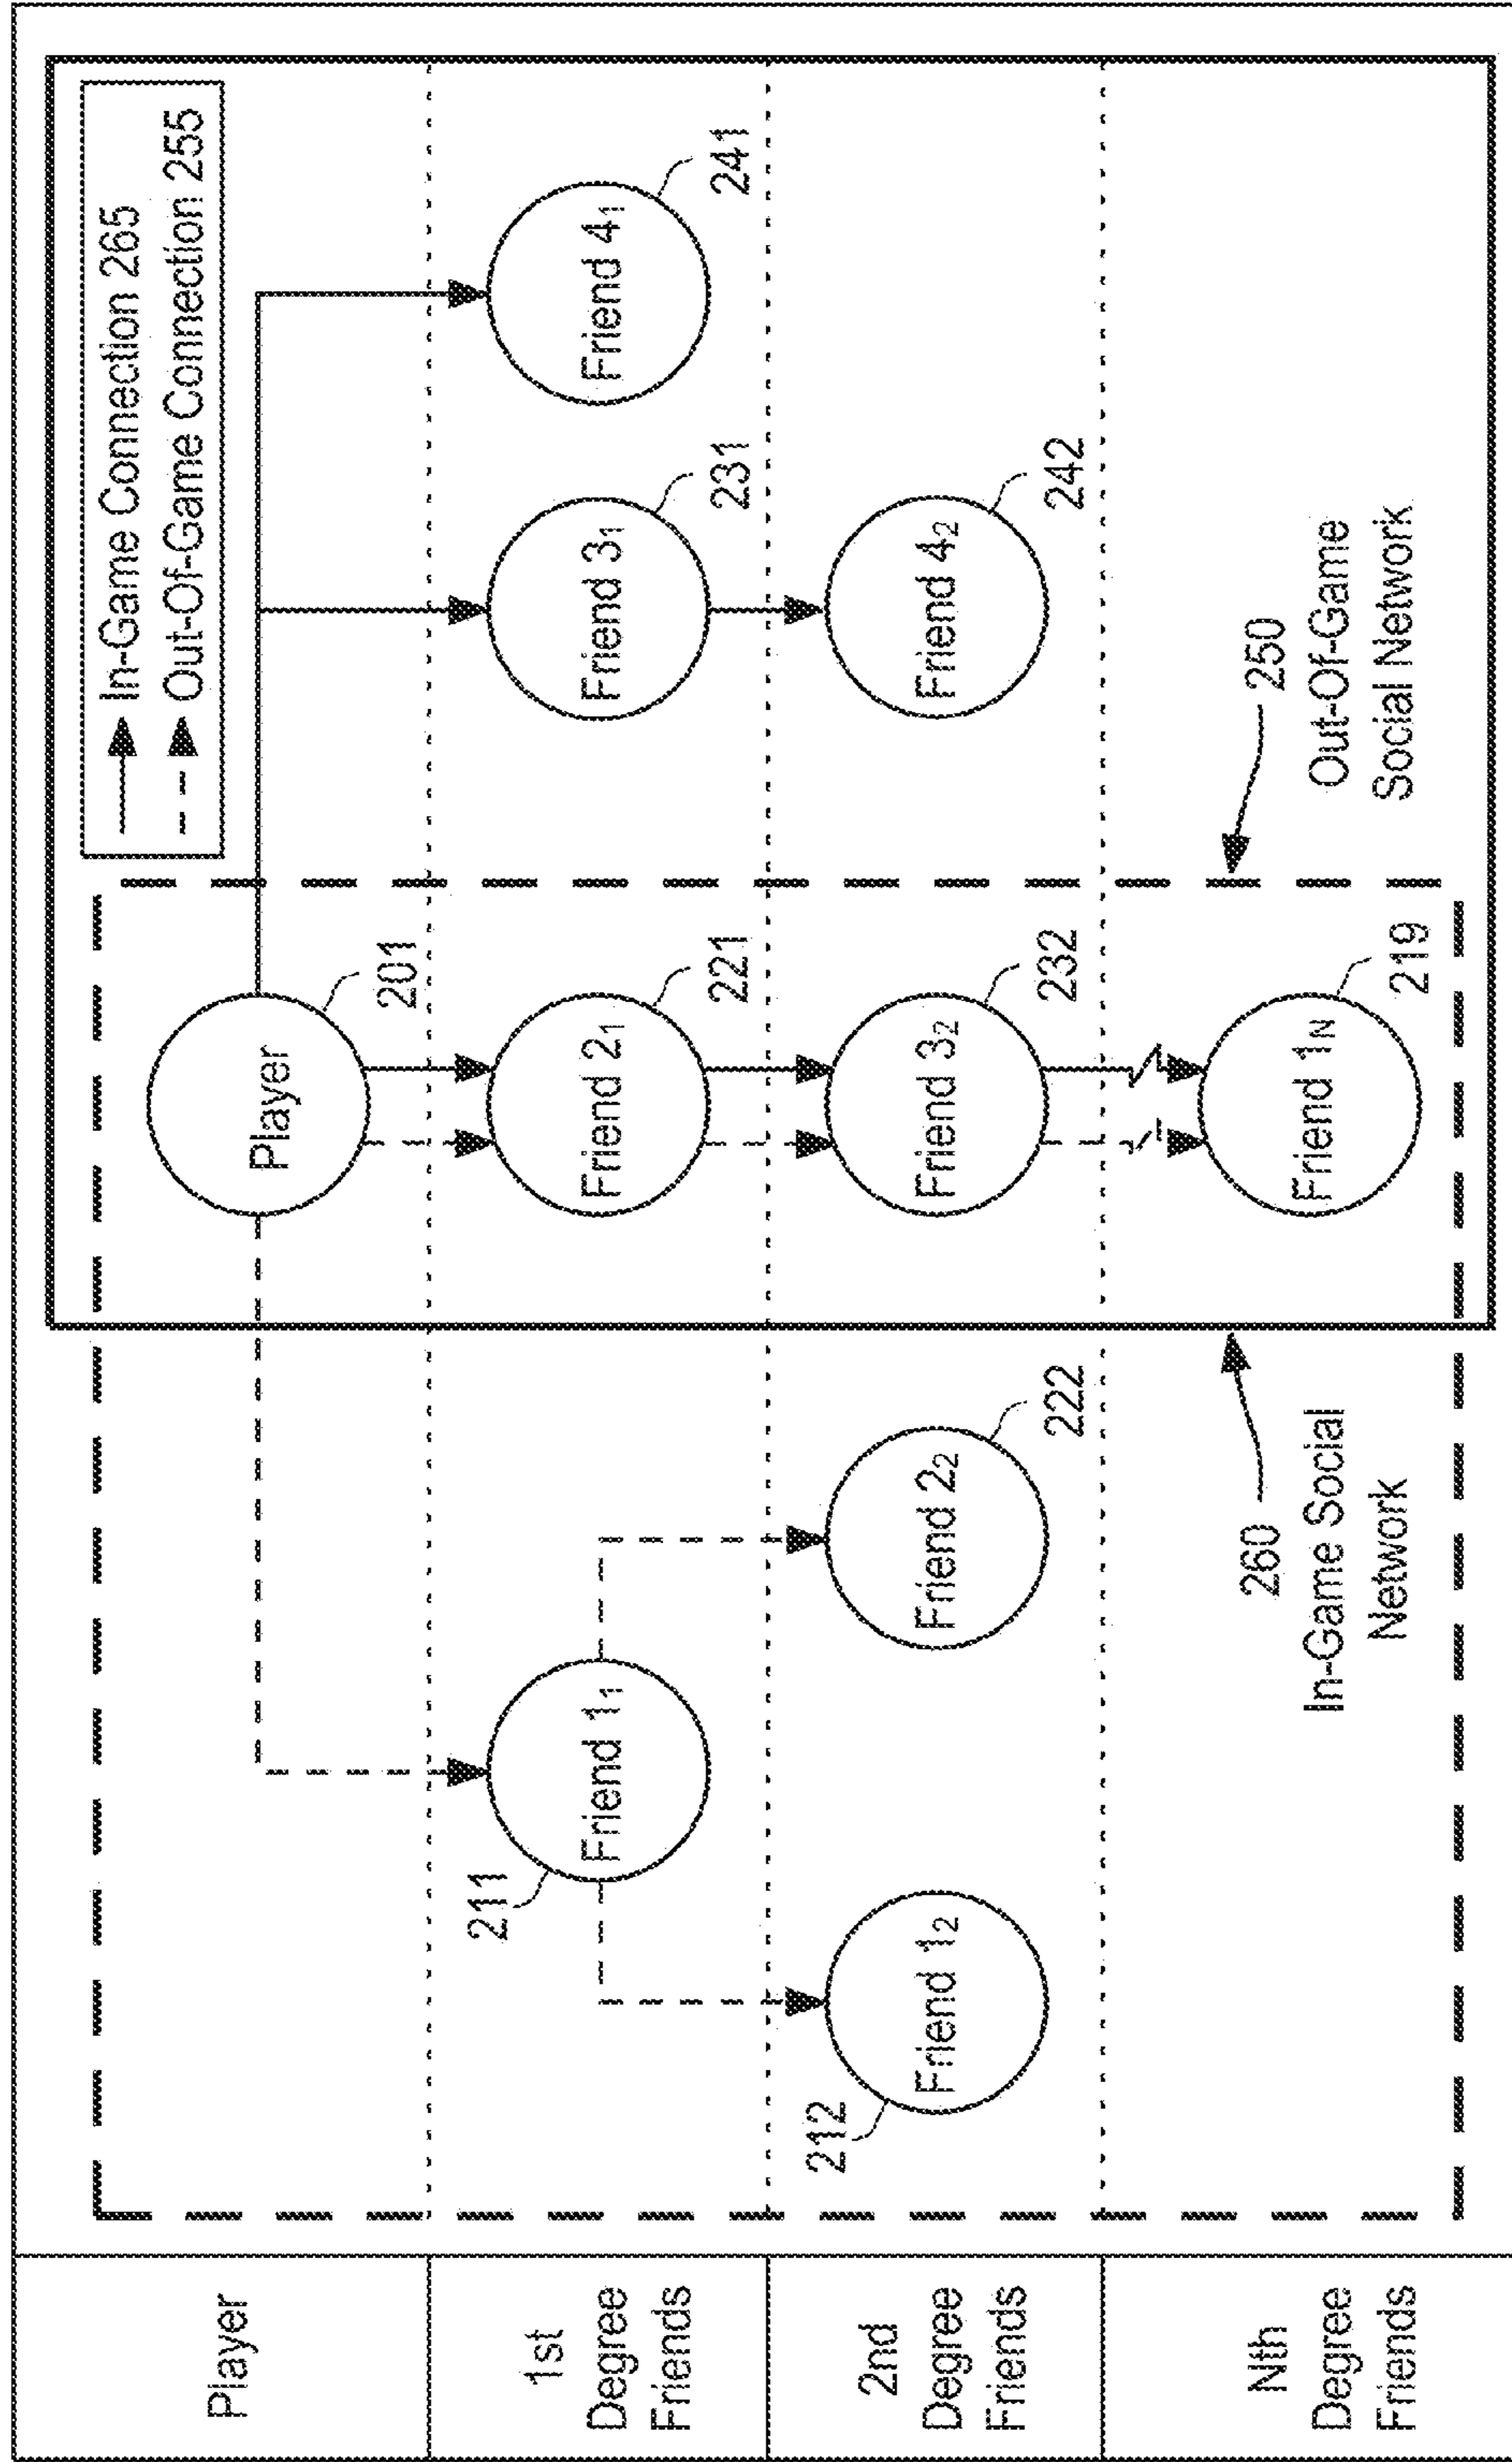 In-Game Connection 265
Out-Of-Game Connection 255
Player
Player
201
1st
Degree
Friends
211
Friend 1₁
Friend 2₁
221
Friend 3₁
231
Friend 4₁
241
2nd
Degree
Friends
212
Friend 1₂
Friend 2₂
222
Friend 3₂
232
Friend 4₂
242
Nth
Degree
Friends
260
In-Game Social
Network
Friend 1ₙ
219
250
Out-Of-Game
Social Network